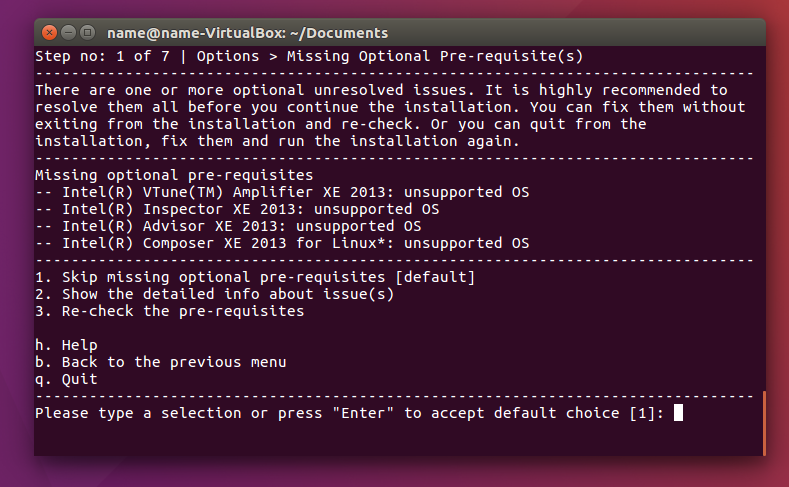 name@name-VirtualBox: ~/Documents
Step no: 1 of 7 | Options > Missing Optional Pre-requisite(s)
--------------------------------------------------------------------------------
There are one or more optional unresolved issues. It is highly recommended to
resolve them all before you continue the installation. You can fix them without
exiting from the installation and re-check. Or you can quit from the
installation, fix them and run the installation again.
--------------------------------------------------------------------------------
Missing optional pre-requisites
-- Intel(R) VTune(TM) Amplifier XE 2013: unsupported OS
-- Intel(R) Inspector XE 2013: unsupported OS
-- Intel(R) Advisor XE 2013: unsupported OS
-- Intel(R) Composer XE 2013 for Linux*: unsupported OS
--------------------------------------------------------------------------------
1. Skip missing optional pre-requisites [default]
2. Show the detailed info about issue(s)
3. Re-check the pre-requisites
h. Help
b. Back to the previous menu
q. Quit
--------------------------------------------------------------------------------
Please type a selection or press "Enter" to accept default choice [1]: